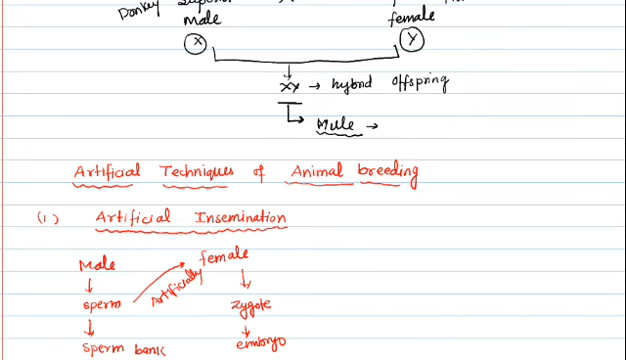 Donkey
male
female
X
Y
XY → hybrid offspring
Mule →
Artificial Techniques of Animal breeding
(1.) Artificial Insemination
Male
female
↓
↓
sperm
Artificially
zygote
↓
↓
sperm bank
embryo